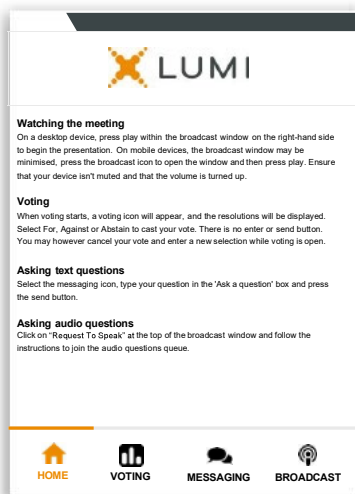 LUMI
Watching the meeting
On a desktop device, press play within the broadcast window on the right-hand side
to begin the presentation. On mobile devices, the broadcast window may be
minimised, press the broadcast icon to open the window and then press play. Ensure
that your device isn't muted and that the volume is turned up.
Voting
When voting starts, a voting icon will appear, and the resolutions will be displayed.
Select For, Against or Abstain to cast your vote. There is no enter or send button.
You may however cancel your vote and enter a new selection while voting is open.
Asking text questions
Select the messaging icon, type your question in the 'Ask a question' box and press
the send button.
Asking audio questions
Click on "Request To Speak" at the top of the broadcast window and follow the
instructions to join the audio questions queue.
HOME VOTING MESSAGING BROADCAST